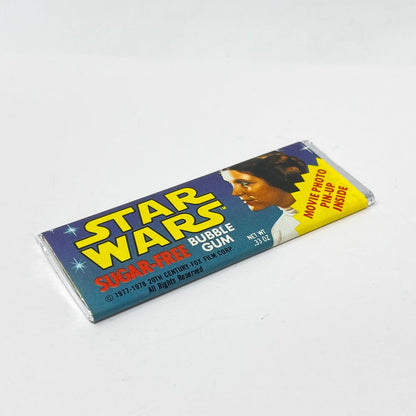 STAR
WARS
SUGAR-FREE
BUBBLE
GUM
NET WT.
.33 OZ
MOVIE PHOTO
PIN-UP
INSIDE
© 1977-1978 20TH CENTURY-FOX FILM CORP.
All Rights Reserved